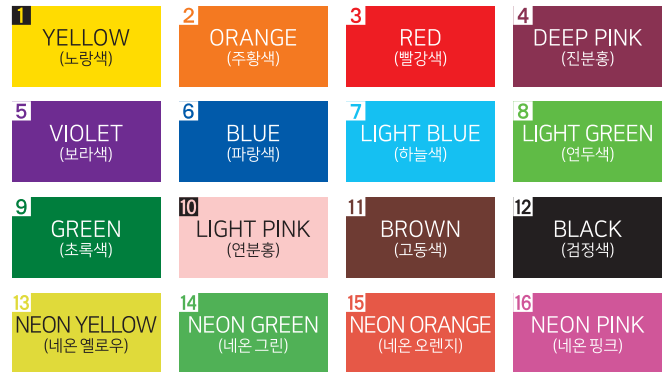 1
YELLOW
(노랑색)
2
ORANGE
(주황색)
3
RED
(빨강색)
4
DEEP PINK
(진분홍)
5
VIOLET
(보라색)
6
BLUE
(파랑색)
7
LIGHT BLUE
(하늘색)
8
LIGHT GREEN
(연두색)
9
GREEN
(초록색)
10
LIGHT PINK
(연분홍)
11
BROWN
(고동색)
12
BLACK
(검정색)
13
NEON YELLOW
(네온 옐로우)
14
NEON GREEN
(네온 그린)
15
NEON ORANGE
(네온 오렌지)
16
NEON PINK
(네온 핑크)